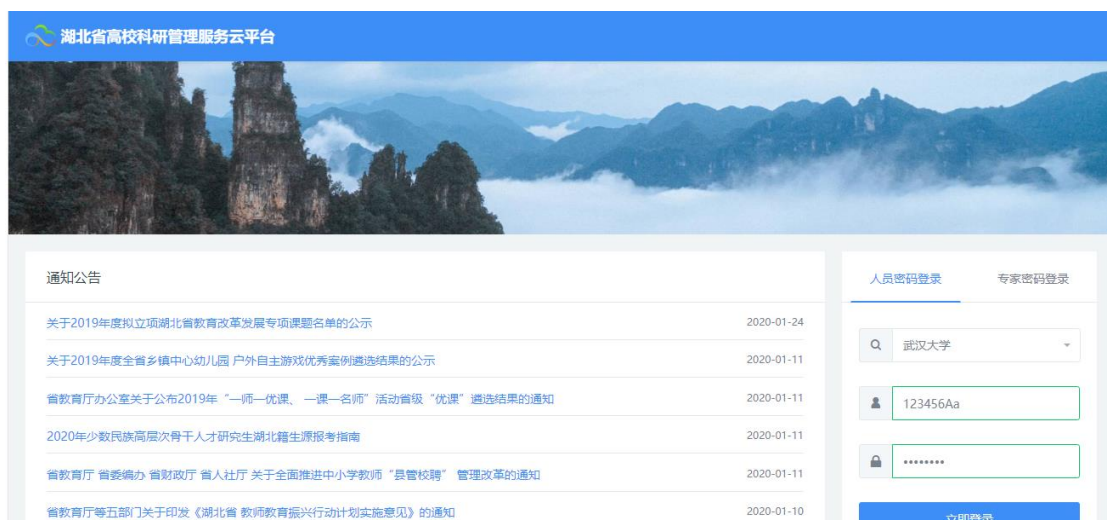 湖北省高校科研管理服务云平台
通知公告
关于2019年度拟立项湖北省教育改革发展专项课题名单的公示 2020-01-24
关于2019年度全省乡镇中心幼儿园 户外自主游戏优秀案例遴选结果的公示 2020-01-11
省教育厅办公室关于公布2019年“一师一优课、 一课一名师”活动省级“优课”遴选结果的通知 2020-01-11
2020年少数民族高层次骨干人才研究生湖北籍生源报考指南 2020-01-11
省教育厅 省委编办 省财政厅 省人社厅 关于全面推进中小学教师“县管校聘” 管理改革的通知 2020-01-11
省教育厅等五部门关于印发《湖北省 教师教育振兴行动计划实施意见》的通知 2020-01-10
人员密码登录 专家密码登录
武汉大学
123456Aa
••••••••
立即登录